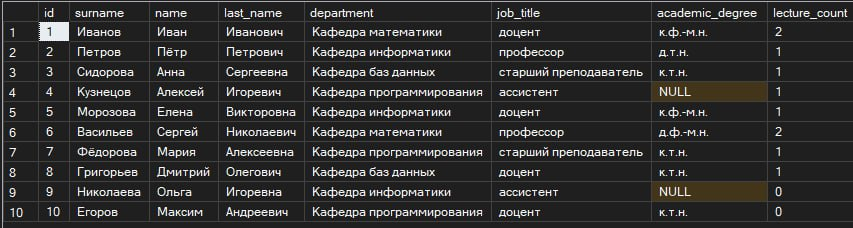 id surname name last_name department job_title academic_degree lecture_count
1 1 Иванов Иван Иванович Кафедра математики доцент к.ф.-м.н. 2
2 2 Петров Пётр Петрович Кафедра информатики профессор д.т.н. 1
3 3 Сидорова Анна Сергеевна Кафедра баз данных старший преподаватель к.т.н. 1
4 4 Кузнецов Алексей Игоревич Кафедра программирования ассистент NULL 1
5 5 Морозова Елена Викторовна Кафедра информатики доцент к.ф.-м.н. 1
6 6 Васильев Сергей Николаевич Кафедра математики профессор д.ф.-м.н. 2
7 7 Фёдорова Мария Алексеевна Кафедра программирования старший преподаватель к.т.н. 1
8 8 Григорьев Дмитрий Олегович Кафедра баз данных доцент к.т.н. 1
9 9 Николаева Ольга Игоревна Кафедра информатики ассистент NULL 0
10 10 Егоров Максим Андреевич Кафедра программирования доцент к.т.н. 0